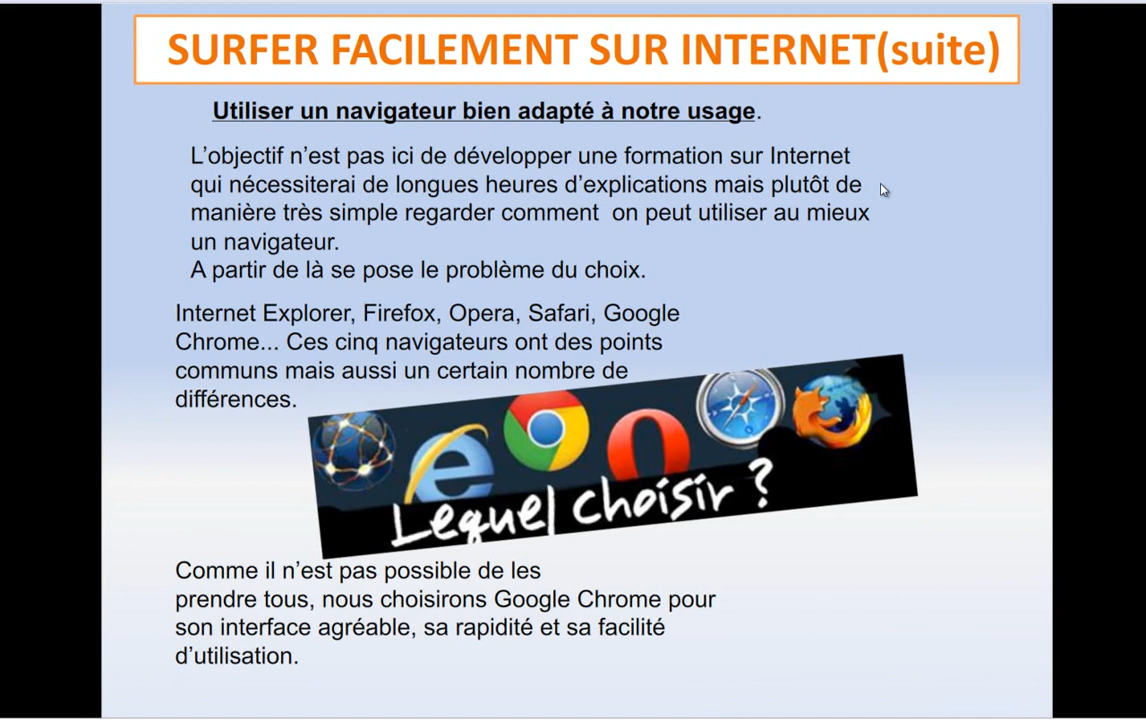 SURFER FACILEMENT SUR INTERNET(suite)
Utiliser un navigateur bien adapté à notre usage.
L’objectif n’est pas ici de développer une formation sur Internet
qui nécessiterai de longues heures d’explications mais plutôt de
manière très simple regarder comment on peut utiliser au mieux
un navigateur.
A partir de là se pose le problème du choix.
Internet Explorer, Firefox, Opera, Safari, Google
Chrome... Ces cinq navigateurs ont des points
communs mais aussi un certain nombre de
différences.
Lequel choisir ?
Comme il n’est pas possible de les
prendre tous, nous choisirons Google Chrome pour
son interface agréable, sa rapidité et sa facilité
d’utilisation.